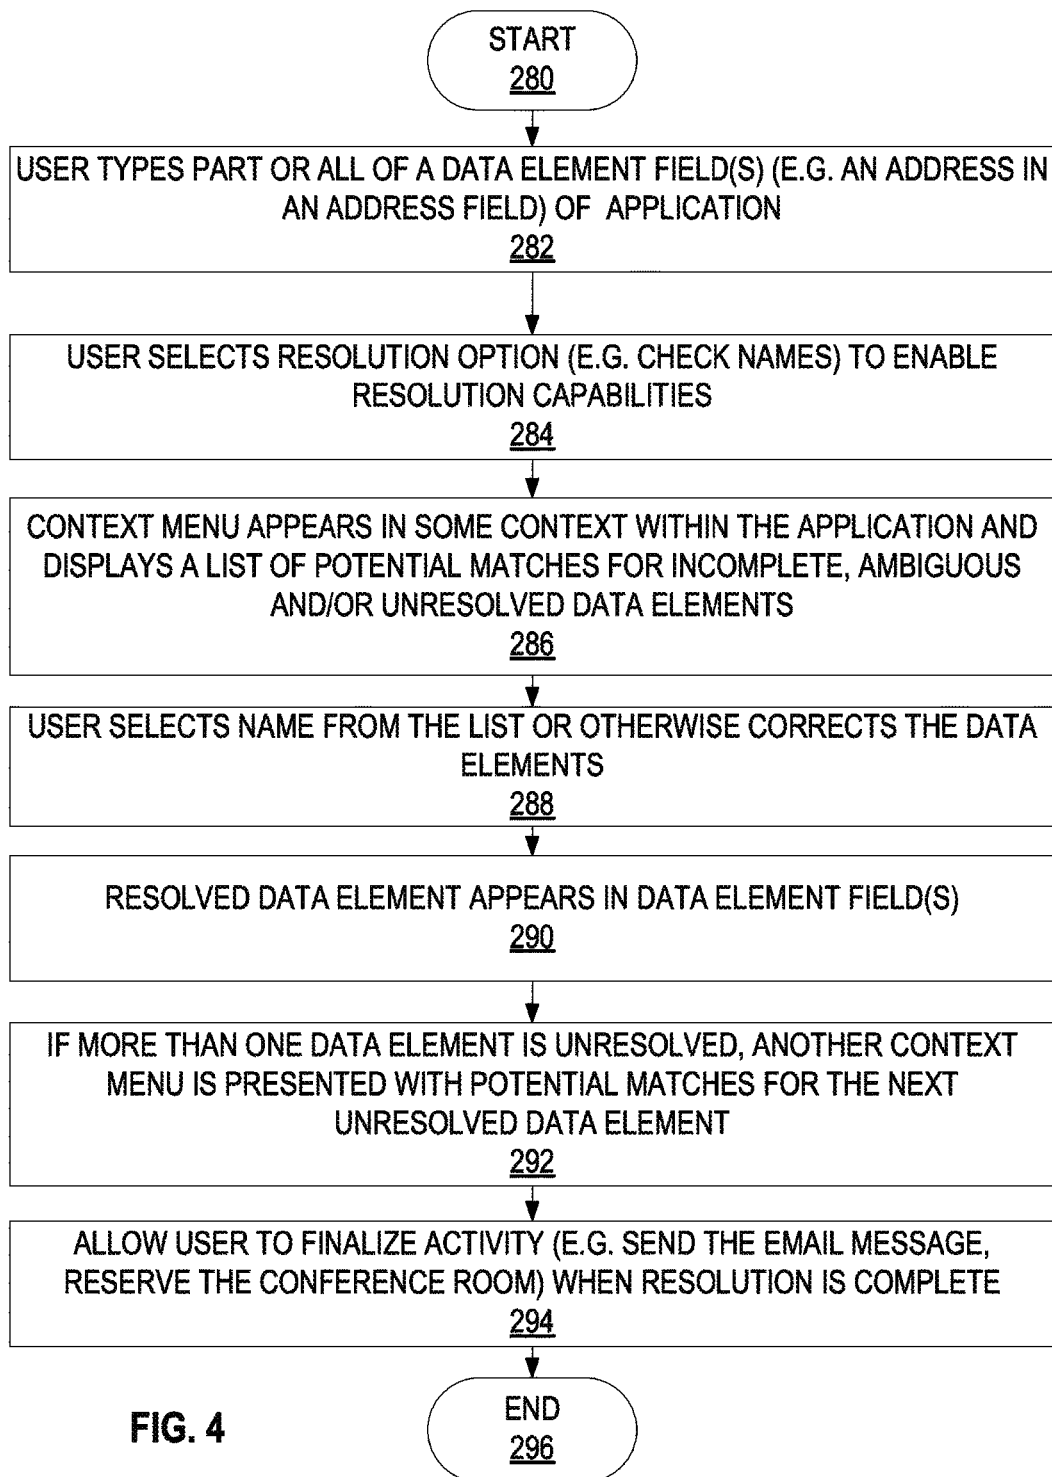 START
280
USER TYPES PART OR ALL OF A DATA ELEMENT FIELD(S) (E.G. AN ADDRESS IN
AN ADDRESS FIELD) OF APPLICATION
282
USER SELECTS RESOLUTION OPTION (E.G. CHECK NAMES) TO ENABLE
RESOLUTION CAPABILITIES
284
CONTEXT MENU APPEARS IN SOME CONTEXT WITHIN THE APPLICATION AND
DISPLAYS A LIST OF POTENTIAL MATCHES FOR INCOMPLETE, AMBIGUOUS
AND/OR UNRESOLVED DATA ELEMENTS
286
USER SELECTS NAME FROM THE LIST OR OTHERWISE CORRECTS THE DATA
ELEMENTS
288
RESOLVED DATA ELEMENT APPEARS IN DATA ELEMENT FIELD(S)
290
IF MORE THAN ONE DATA ELEMENT IS UNRESOLVED, ANOTHER CONTEXT
MENU IS PRESENTED WITH POTENTIAL MATCHES FOR THE NEXT
UNRESOLVED DATA ELEMENT
292
ALLOW USER TO FINALIZE ACTIVITY (E.G. SEND THE EMAIL MESSAGE,
RESERVE THE CONFERENCE ROOM) WHEN RESOLUTION IS COMPLETE
294
END
296
FIG. 4